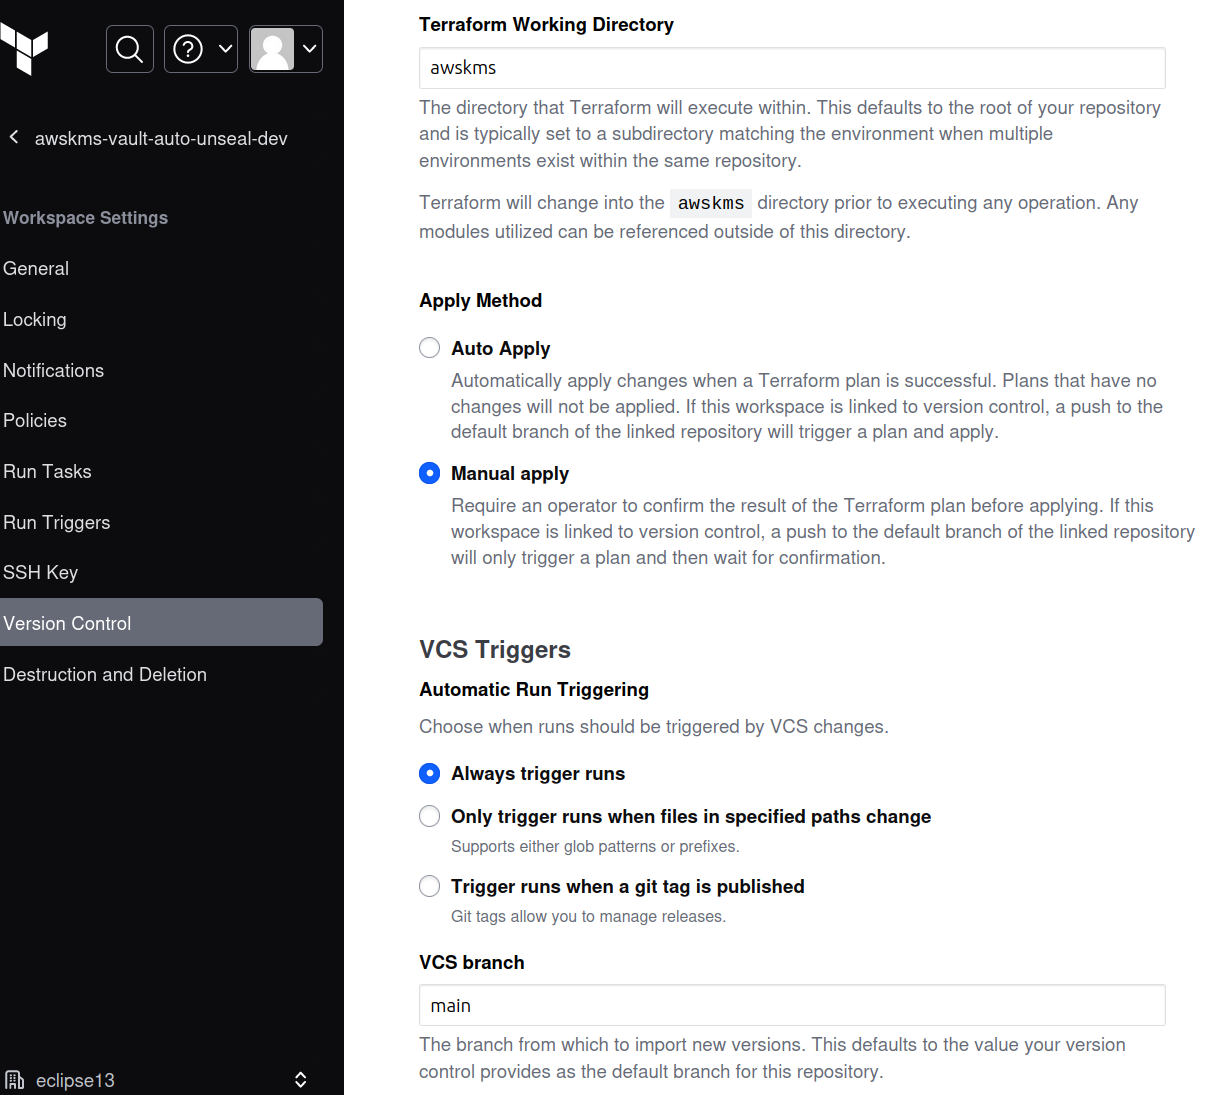 awskms-vault-auto-unseal-dev
Workspace Settings
General
Locking
Notifications
Policies
Run Tasks
Run Triggers
SSH Key
Version Control
Destruction and Deletion
eclipse13
Terraform Working Directory
awskms
The directory that Terraform will execute within. This defaults to the root of your repository
and is typically set to a subdirectory matching the environment when multiple
environments exist within the same repository.
Terraform will change into the awskms directory prior to executing any operation. Any
modules utilized can be referenced outside of this directory.
Apply Method
Auto Apply
Automatically apply changes when a Terraform plan is successful. Plans that have no
changes will not be applied. If this workspace is linked to version control, a push to the
default branch of the linked repository will trigger a plan and apply.
Manual apply
Require an operator to confirm the result of the Terraform plan before applying. If this
workspace is linked to version control, a push to the default branch of the linked repository
will only trigger a plan and then wait for confirmation.
VCS Triggers
Automatic Run Triggering
Choose when runs should be triggered by VCS changes.
Always trigger runs
Only trigger runs when files in specified paths change
Supports either glob patterns or prefixes.
Trigger runs when a git tag is published
Git tags allow you to manage releases.
VCS branch
main
The branch from which to import new versions. This defaults to the value your version
control provides as the default branch for this repository.